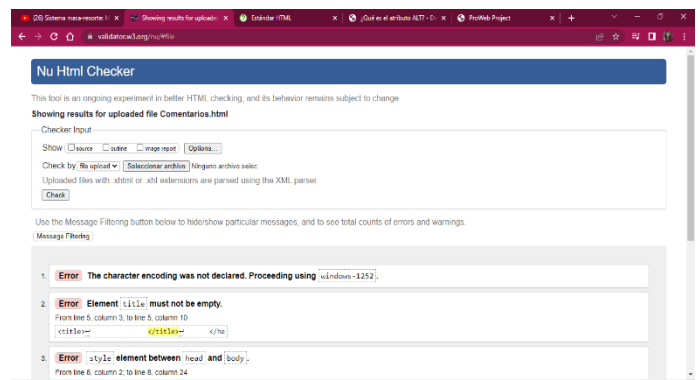 (26) Sistema masa-resorte: M
Showing results for uploade
Estándar HTML
¿Qué es el atributo ALT? - D
ProWeb Project
validator.w3.org/nu/#file
Nu Html Checker
This tool is an ongoing experiment in better HTML checking, and its behavior remains subject to change
Showing results for uploaded file Comentarios.html
Checker Input
Show source outline image report Options...
Check by file upload Seleccionar archivo Ninguno archivo selec.
Uploaded files with .xhtml or .xht extensions are parsed using the XML parser.
Check
Use the Message Filtering button below to hide/show particular messages, and to see total counts of errors and warnings.
Message Filtering
1. Error The character encoding was not declared. Proceeding using windows-1252.
2. Error Element title must not be empty.
From line 5, column 3; to line 5, column 10
<title>↩ </title>↩ </he
3. Error style element between head and body.
From line 8, column 2; to line 8, column 24